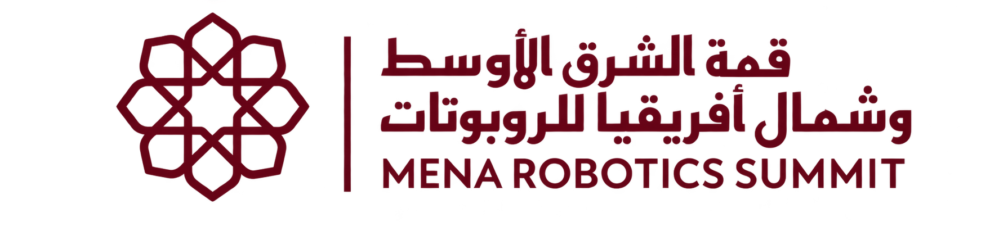 قمة الشرق الأوسط
وشمال أفريقيا للروبوتات
MENA ROBOTICS SUMMIT